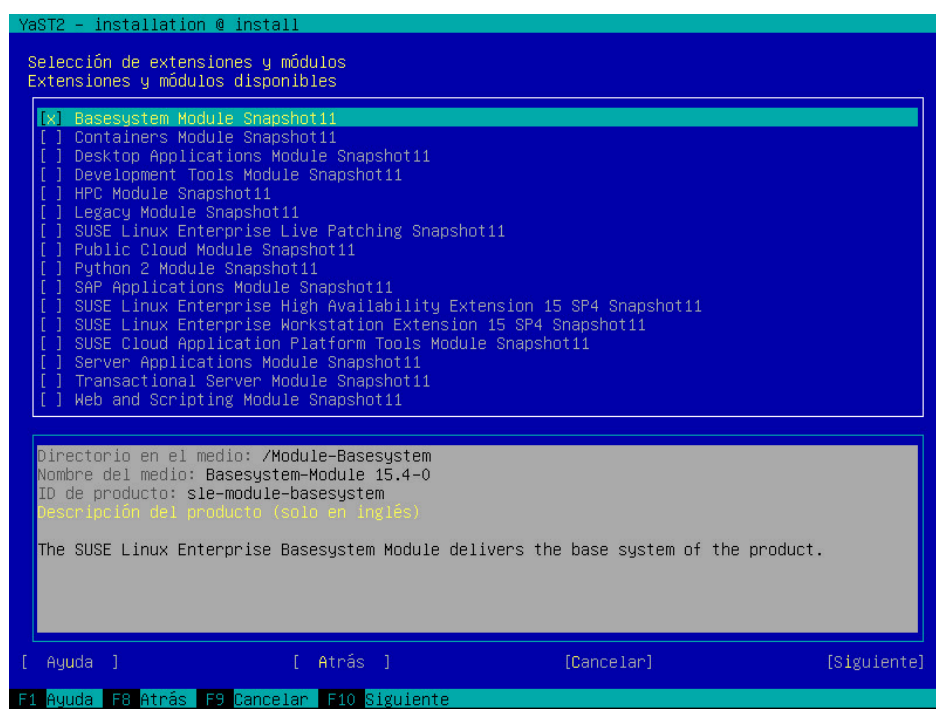 YaST2 - installation @ install
Selección de extensiones y módulos
Extensiones y módulos disponibles
[x] Basesystem Module Snapshot11
[ ] Containers Module Snapshot11
[ ] Desktop Applications Module Snapshot11
[ ] Development Tools Module Snapshot11
[ ] HPC Module Snapshot11
[ ] Legacy Module Snapshot11
[ ] SUSE Linux Enterprise Live Patching Snapshot11
[ ] Public Cloud Module Snapshot11
[ ] Python 2 Module Snapshot11
[ ] SAP Applications Module Snapshot11
[ ] SUSE Linux Enterprise High Availability Extension 15 SP4 Snapshot11
[ ] SUSE Linux Enterprise Workstation Extension 15 SP4 Snapshot11
[ ] SUSE Cloud Application Platform Tools Module Snapshot11
[ ] Server Applications Module Snapshot11
[ ] Transactional Server Module Snapshot11
[ ] Web and Scripting Module Snapshot11
Directorio en el medio: /Module-Basesystem
Nombre del medio: Basesystem-Module 15.4-0
ID de producto: sle-module-basesystem
Descripción del producto (solo en inglés)
The SUSE Linux Enterprise Basesystem Module delivers the base system of the product.
[ Ayuda ] [ Atrás ] [Cancelar] [Siguiente]
F1 Ayuda F8 Atrás F9 Cancelar F10 Siguiente